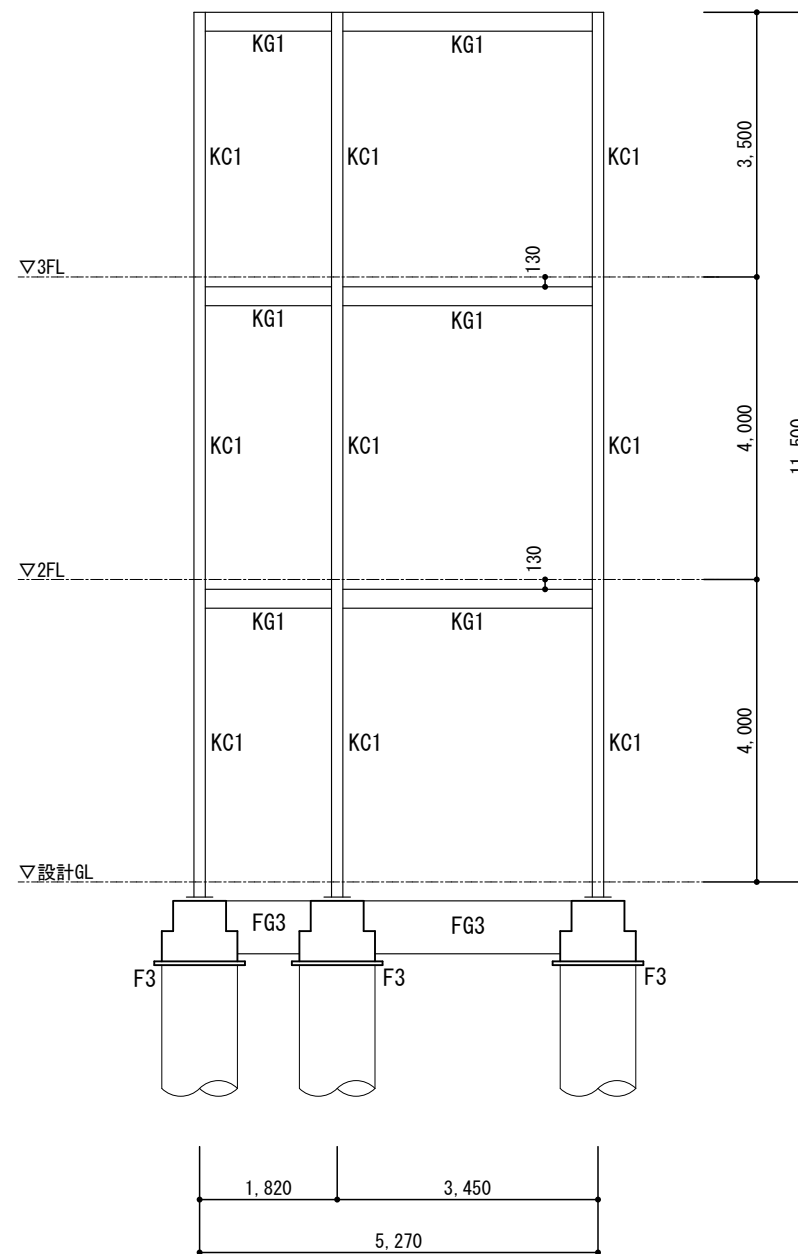 KG1 KG1
KC1 KC1 KC1 3,500
▽3FL 130
KG1 KG1
KC1 KC1 KC1 4,000 11,500
▽2FL 130
KG1 KG1
KC1 KC1 KC1 4,000
▽設計GL
FG3 FG3
F3 F3 F3
1,820 3,450
5,270